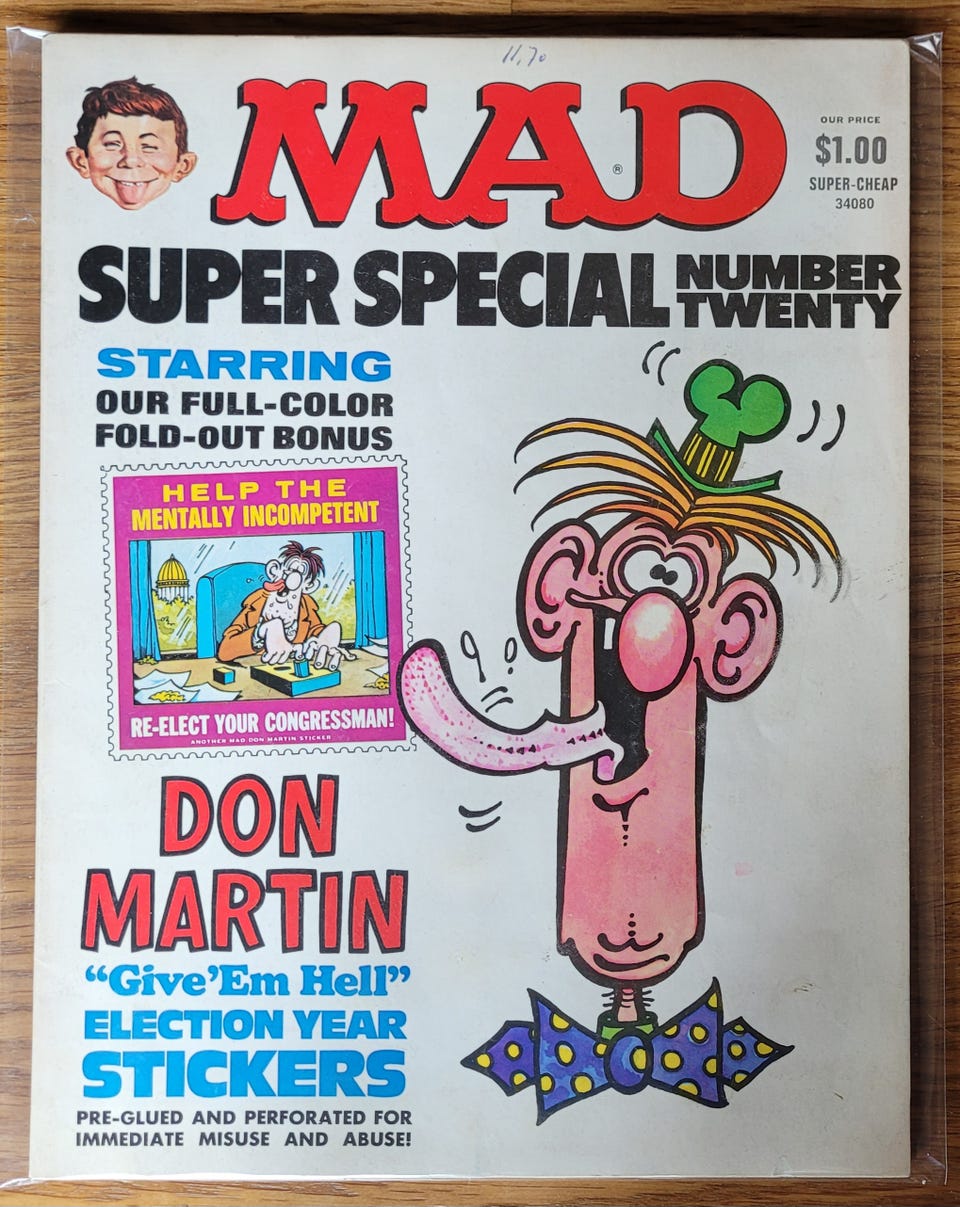 11.70
MAD
®
OUR PRICE
$1.00
SUPER-CHEAP
34080
SUPER SPECIAL NUMBER TWENTY
STARRING
OUR FULL-COLOR
FOLD-OUT BONUS
HELP THE
MENTALLY INCOMPETENT
RE-ELECT YOUR CONGRESSMAN!
ANOTHER MAD DON MARTIN STICKER
DON
MARTIN
“Give ’Em Hell”
ELECTION YEAR
STICKERS
PRE-GLUED AND PERFORATED FOR
IMMEDIATE MISUSE AND ABUSE!